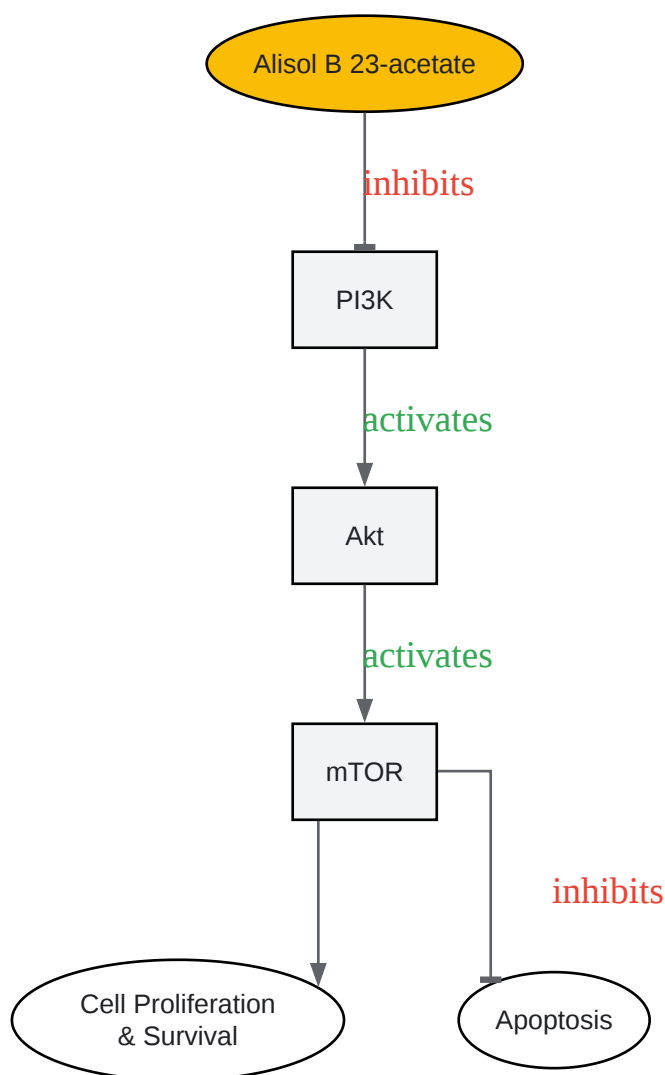 Alisol B 23-acetate
inhibits
PI3K
activates
Akt
activates
mTOR
inhibits
Cell Proliferation
& Survival
Apoptosis